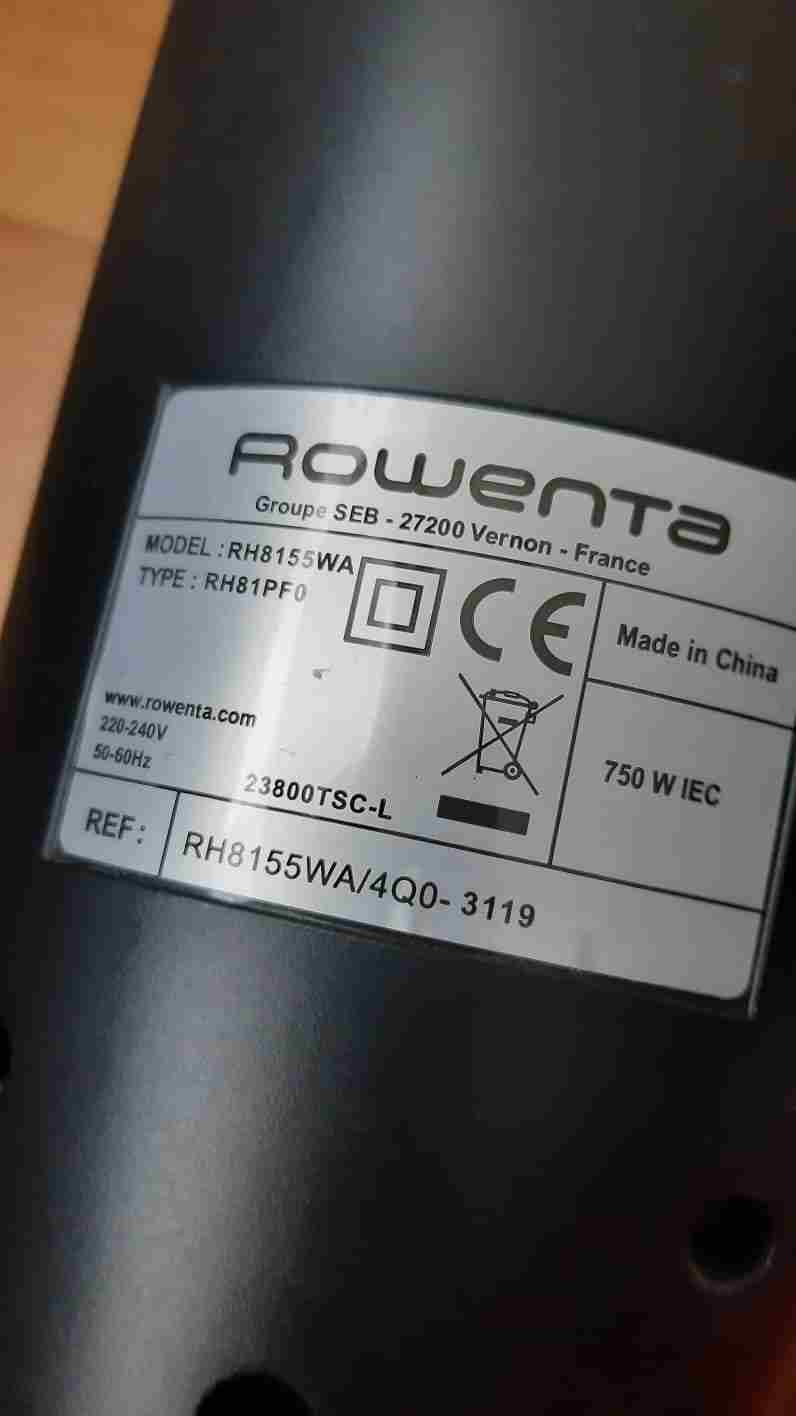 Rowenta
Groupe SEB - 27200 Vernon - France
MODEL : RH8155WA
TYPE : RH81PF0
CE
Made in China
www.rowenta.com
220-240V
50-60Hz
750 W IEC
23800TSC-L
REF: RH8155WA/4Q0- 3119